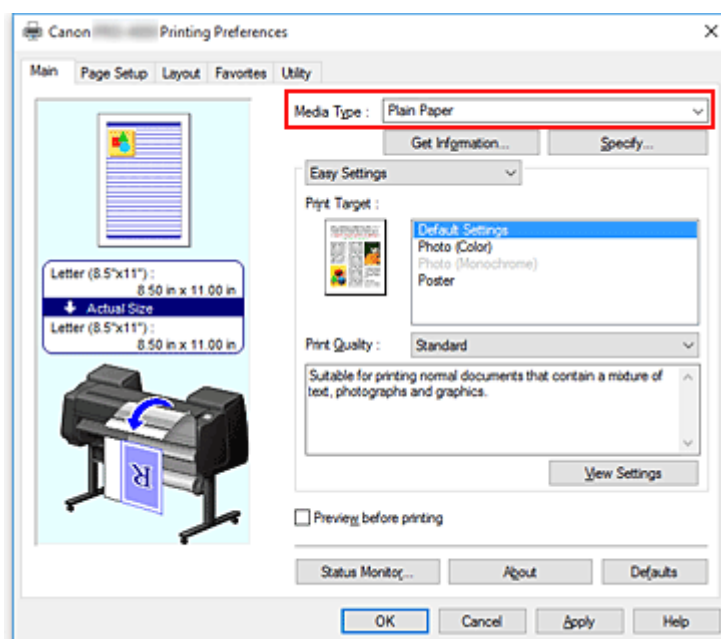 Canon Printing Preferences
Main Page Setup Layout Favorites Utility
Media Type : Plain Paper
Get Information... Specify...
Easy Settings
Print Target :
Default Settings
Photo (Color)
Photo (Monochrome)
Poster
Letter (8.5"x11") :
8.50 in x 11.00 in
Actual Size
Letter (8.5"x11") :
8.50 in x 11.00 in
Print Quality : Standard
Suitable for printing normal documents that contain a mixture of
text, photographs and graphics.
R
View Settings
Preview before printing
Status Monitor... About Defaults
OK Cancel Apply Help